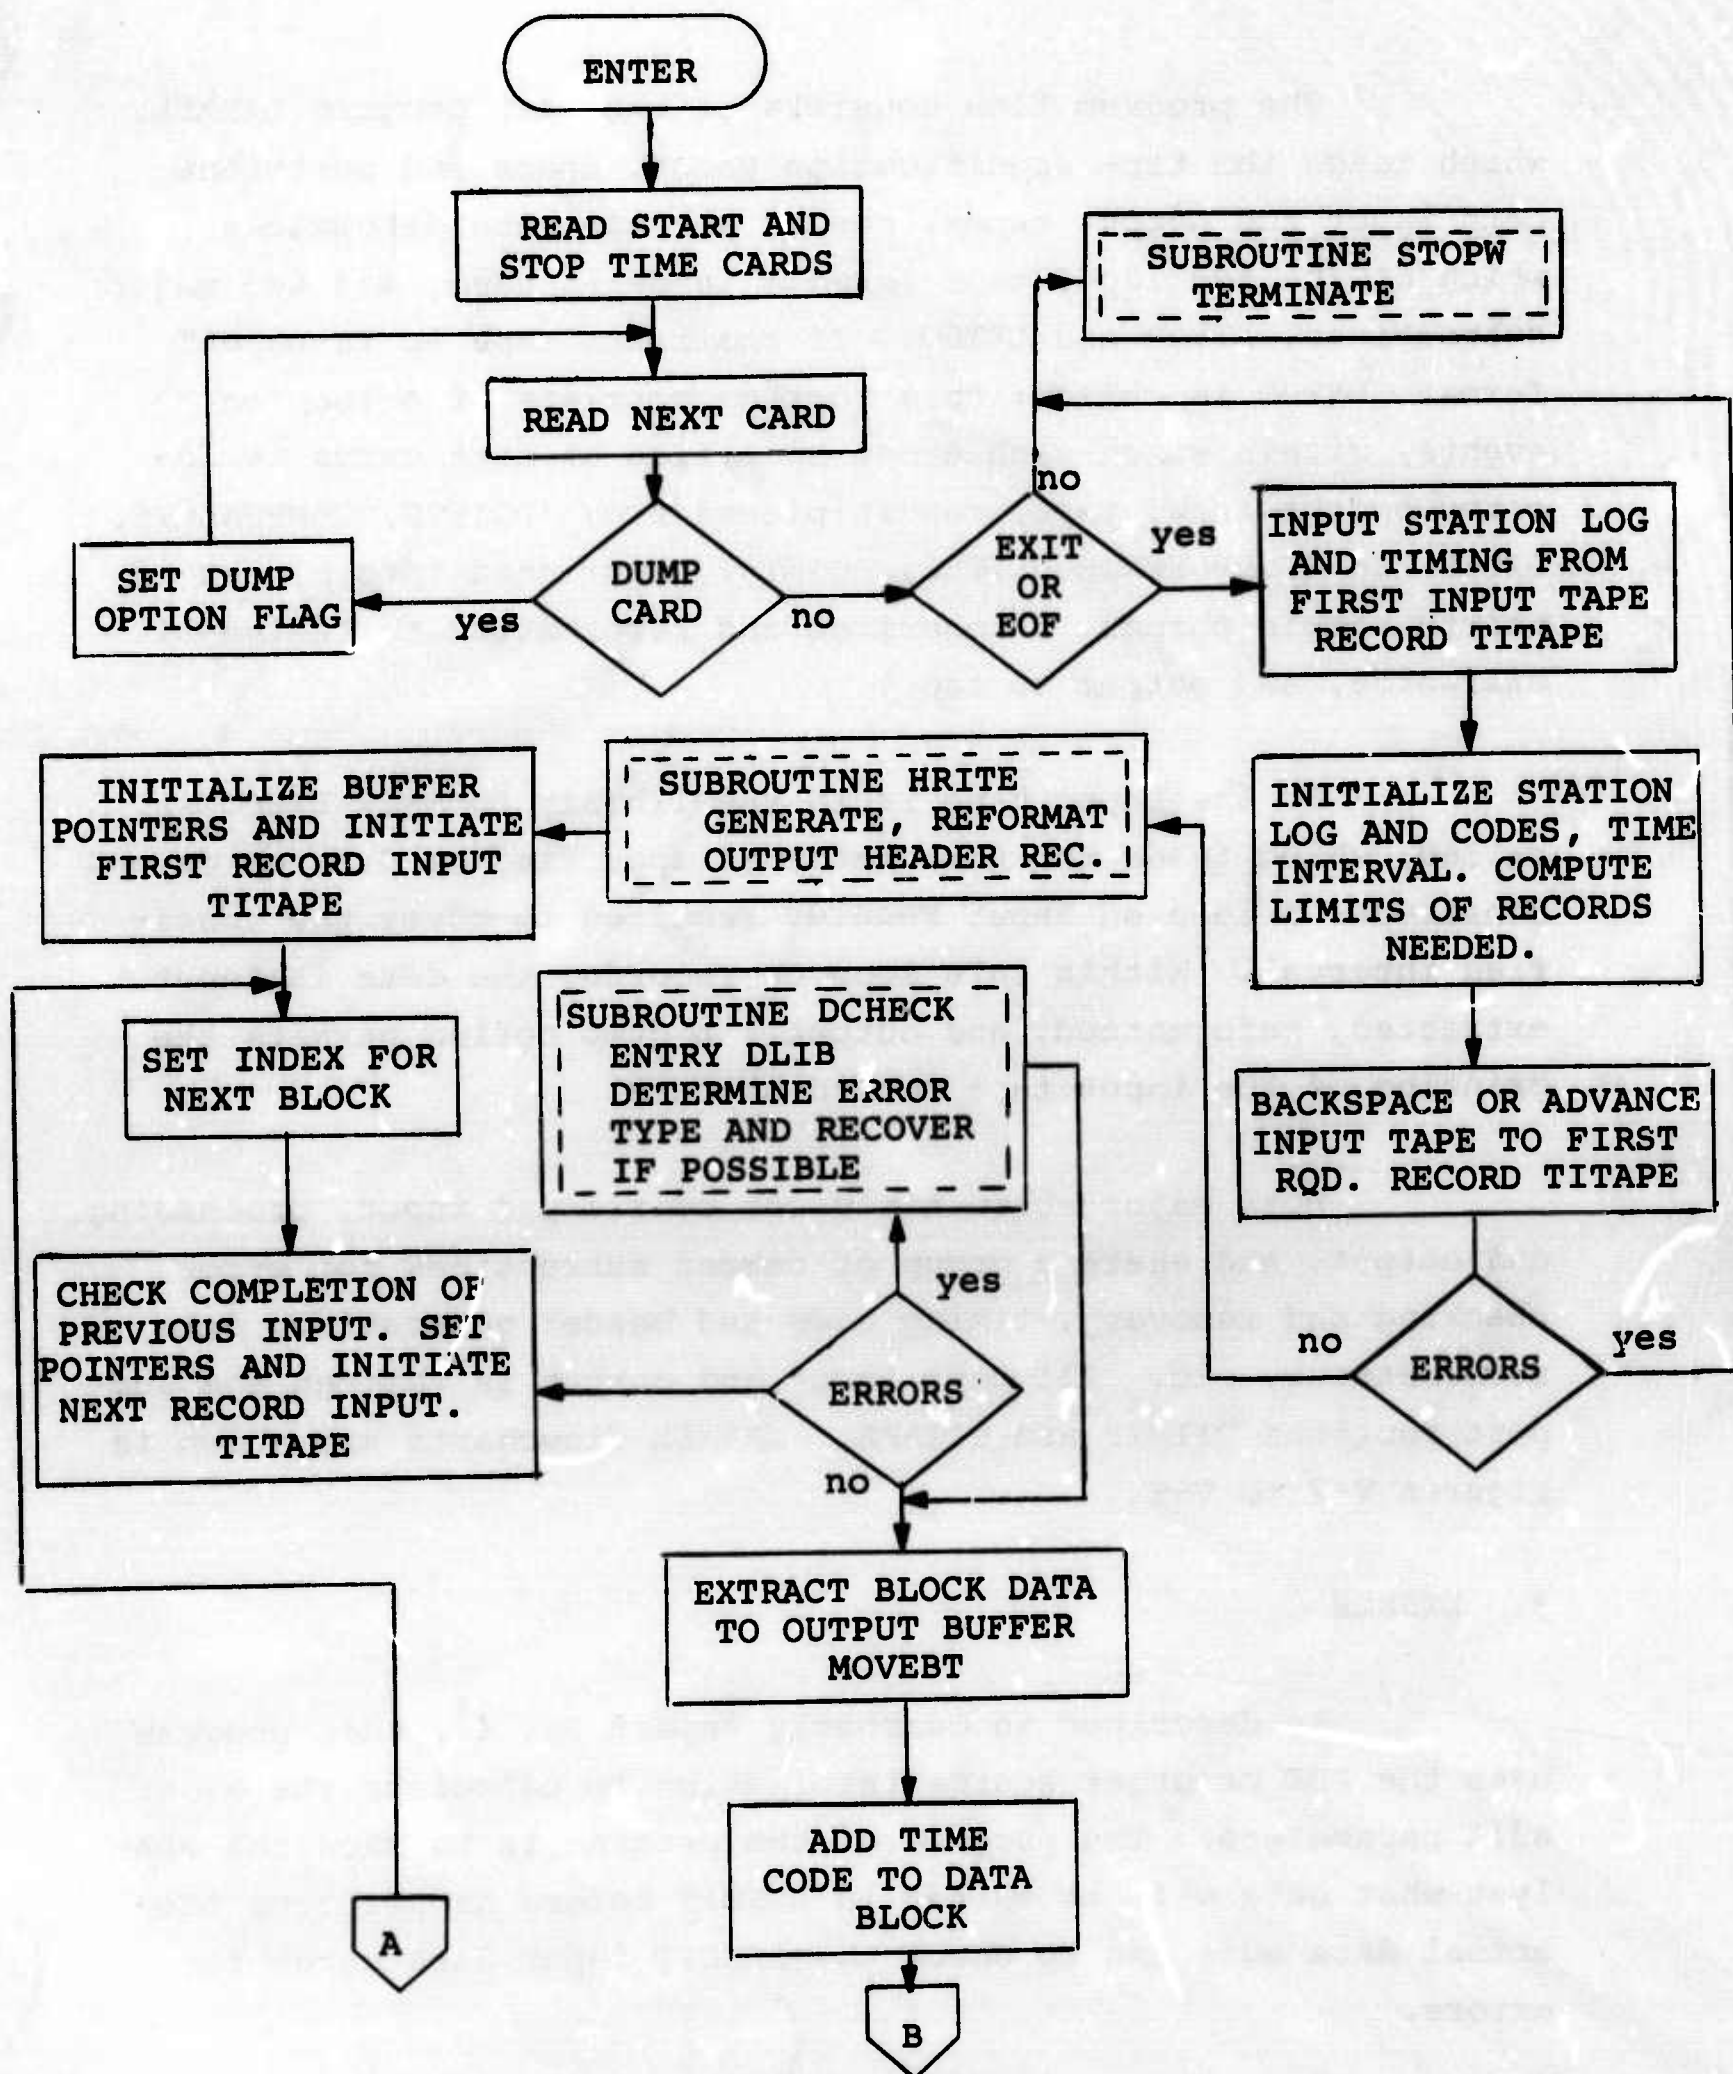 ENTER
READ START AND
STOP TIME CARDS
SUBROUTINE STOPW
TERMINATE
READ NEXT CARD
no
SET DUMP
OPTION FLAG
yes
DUMP
CARD
no
EXIT
OR
EOF
yes
INPUT STATION LOG
AND TIMING FROM
FIRST INPUT TAPE
RECORD TITAPE
INITIALIZE BUFFER
POINTERS AND INITIATE
FIRST RECORD INPUT
TITAPE
SUBROUTINE HRITE
GENERATE, REFORMAT
OUTPUT HEADER REC.
INITIALIZE STATION
LOG AND CODES, TIME
INTERVAL. COMPUTE
LIMITS OF RECORDS
NEEDED.
SET INDEX FOR
NEXT BLOCK
SUBROUTINE DCHECK
ENTRY DLIB
DETERMINE ERROR
TYPE AND RECOVER
IF POSSIBLE
BACKSPACE OR ADVANCE
INPUT TAPE TO FIRST
RQD. RECORD TITAPE
CHECK COMPLETION OF
PREVIOUS INPUT. SET
POINTERS AND INITIATE
NEXT RECORD INPUT.
TITAPE
yes
ERRORS
no
no
ERRORS
yes
EXTRACT BLOCK DATA
TO OUTPUT BUFFER
MOVEBT
ADD TIME
CODE TO DATA
BLOCK
A
B